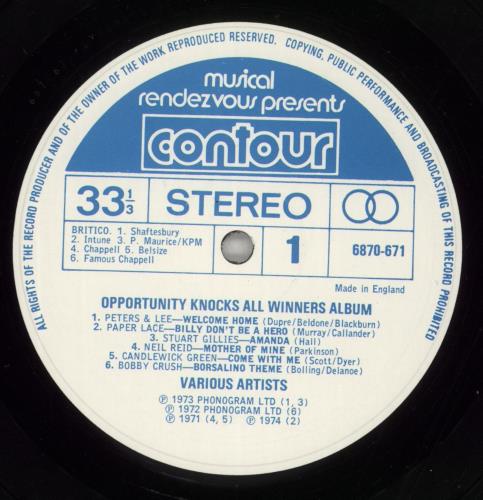 ALL RIGHTS OF THE RECORD PRODUCER AND OF THE OWNER OF THE WORK REPRODUCED RESERVED. COPYING, PUBLIC PERFORMANCE AND BROADCASTING OF THIS RECORD PROHIBITED
musical
rendezvous presents
contour
33 1/3 STEREO
BRITICO. 1. Shaftesbury
2. Intune 3. P. Maurice/KPM
4. Chappell 5. Belsize
6. Famous Chappell
1
6870-671
Made in England
OPPORTUNITY KNOCKS ALL WINNERS ALBUM
1. PETERS & LEE—WELCOME HOME (Dupre/Beldone/Blackburn)
2. PAPER LACE—BILLY DON'T BE A HERO (Murray/Callander)
3. STUART GILLIES—AMANDA (Hall)
4. NEIL REID—MOTHER OF MINE (Parkinson)
5. CANDLEWICK GREEN—COME WITH ME (Scott/Dyer)
6. BOBBY CRUSH—BORSALINO THEME (Bolling/Delanoe)
VARIOUS ARTISTS
Ⓟ 1973 PHONOGRAM LTD (1, 3)
Ⓟ 1972 PHONOGRAM LTD (6)
Ⓟ 1971 (4, 5) Ⓟ 1974 (2)